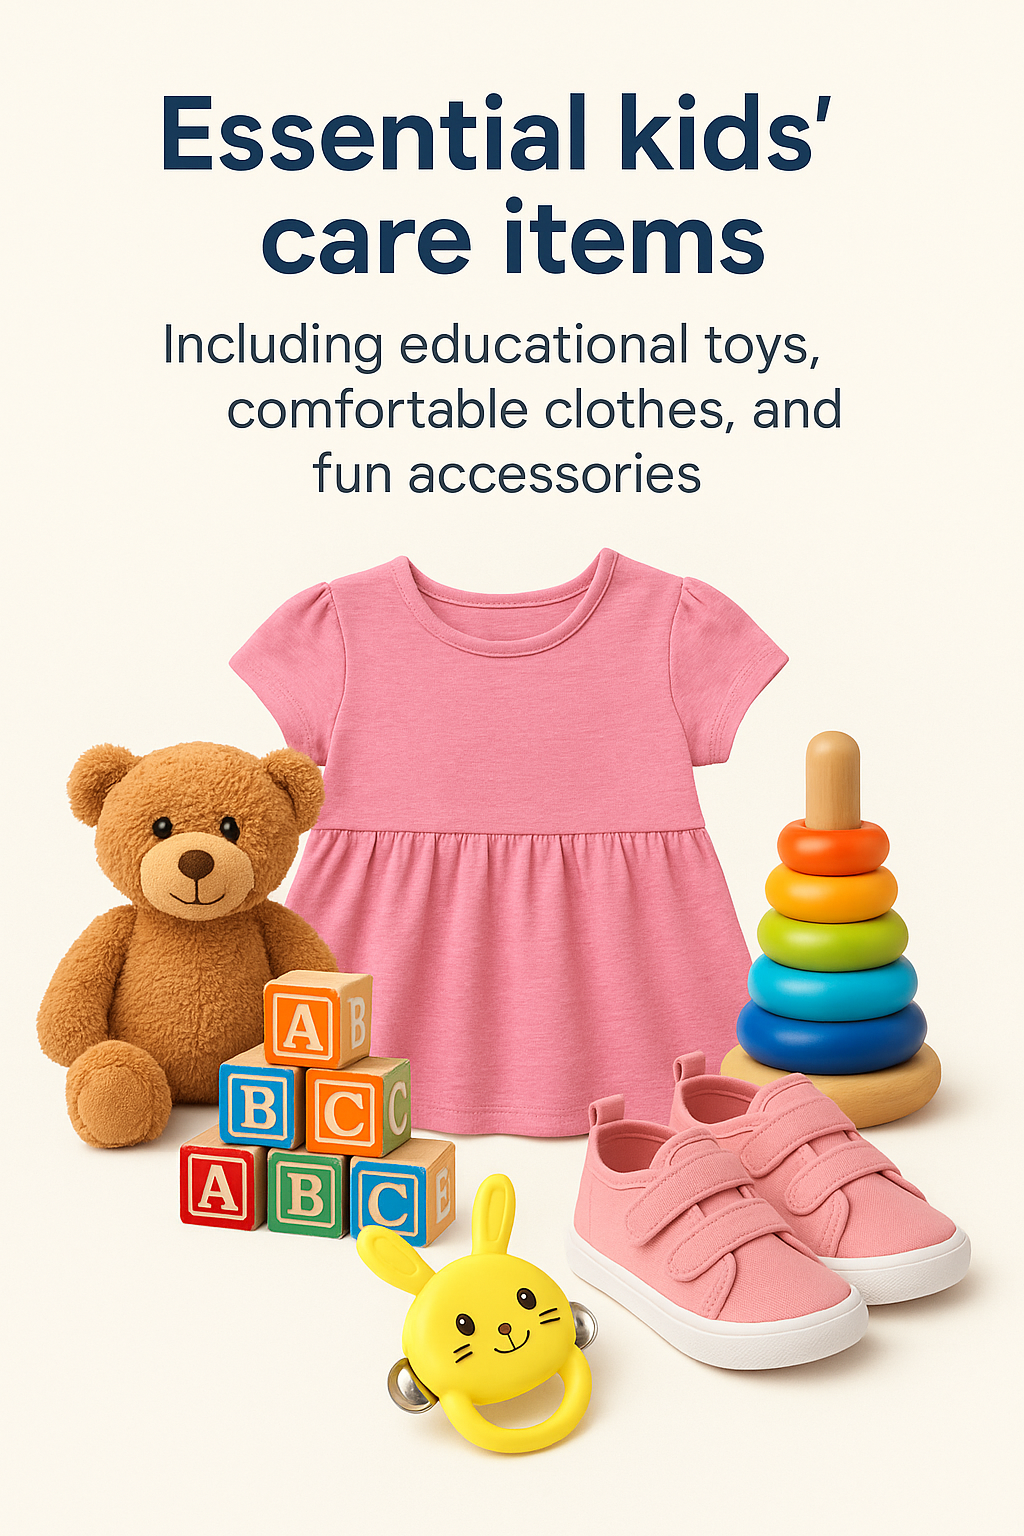 Essential kids’
care items
Including educational toys,
comfortable clothes, and
fun accessories
A B
B C C
A B C E